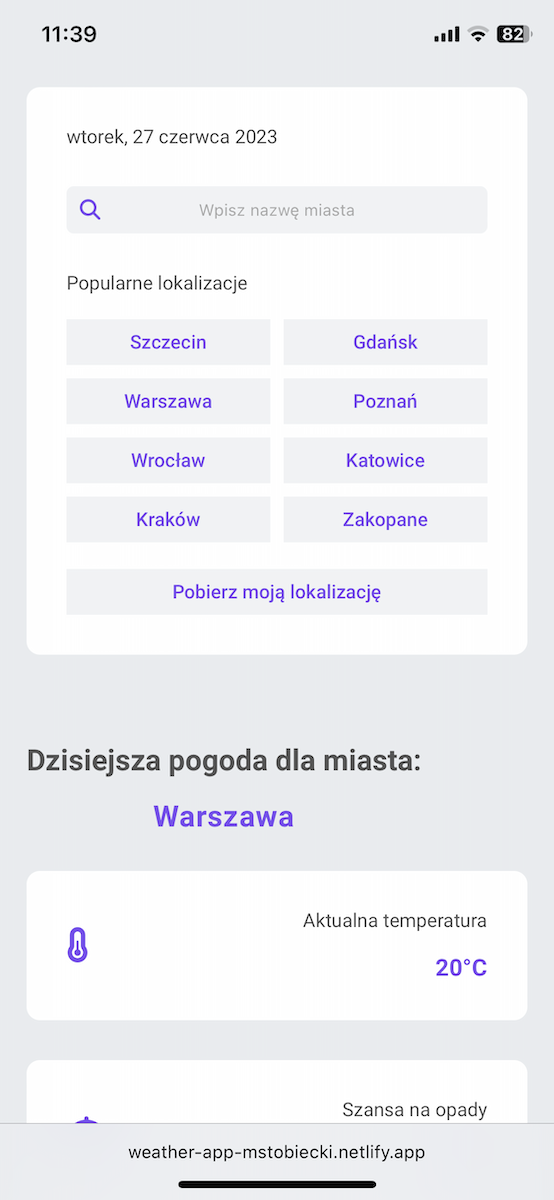 11:39
82
wtorek, 27 czerwca 2023
Wpisz nazwę miasta
Popularne lokalizacje
Szczecin
Gdańsk
Warszawa
Poznań
Wrocław
Katowice
Kraków
Zakopane
Pobierz moją lokalizację
Dzisiejsza pogoda dla miasta:
Warszawa
Aktualna temperatura
20°C
Szansa na opady
weather-app-mstobiecki.netlify.app